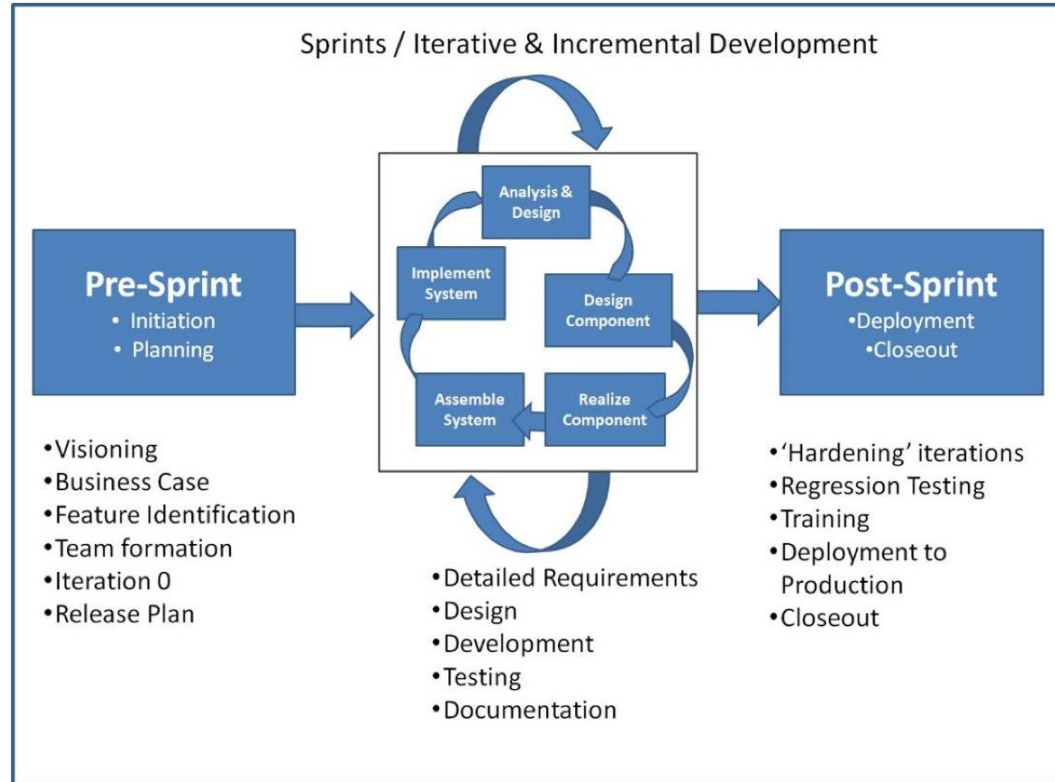 Sprints / Iterative & Incremental Development
Pre-Sprint
• Initiation
• Planning
•Visioning
•Business Case
•Feature Identification
•Team formation
•Iteration 0
•Release Plan
Analysis &
Design
Design
Component
Realize
Component
Assemble
System
Implement
System
•Detailed Requirements
•Design
•Development
•Testing
•Documentation
Post-Sprint
•Deployment
•Closeout
•‘Hardening’ iterations
•Regression Testing
•Training
•Deployment to
Production
•Closeout